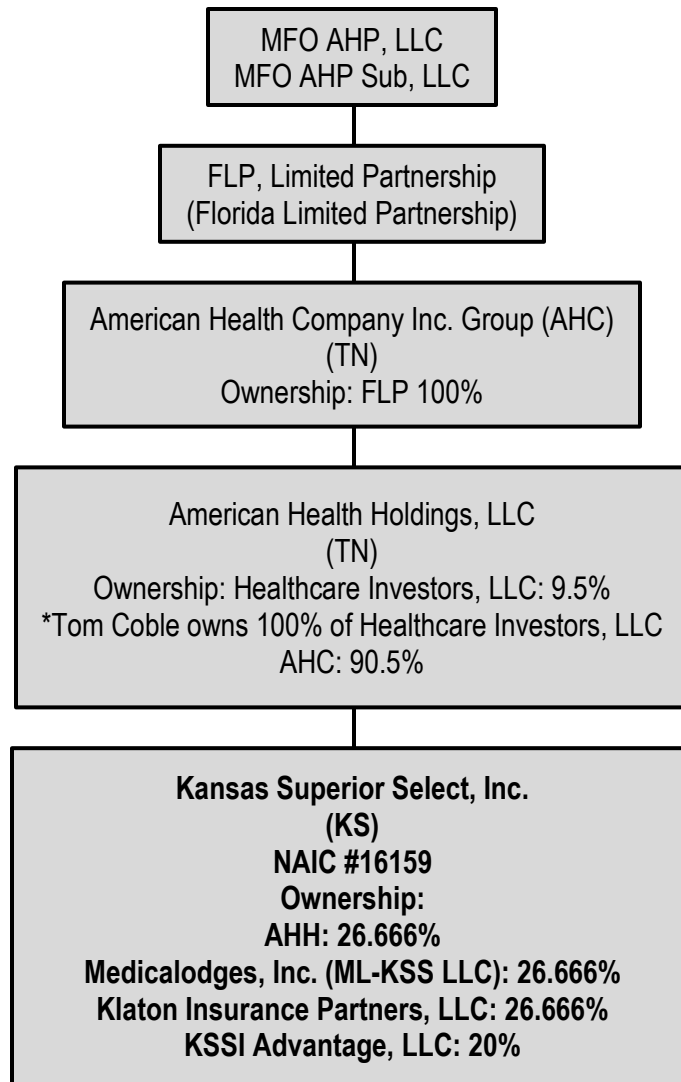 MFO AHP, LLC
MFO AHP Sub, LLC
FLP, Limited Partnership
(Florida Limited Partnership)
American Health Company Inc. Group (AHC)
(TN)
Ownership: FLP 100%
American Health Holdings, LLC
(TN)
Ownership: Healthcare Investors, LLC: 9.5%
*Tom Coble owns 100% of Healthcare Investors, LLC
AHC: 90.5%
Kansas Superior Select, Inc.
(KS)
NAIC #16159
Ownership:
AHH: 26.666%
Medicalodges, Inc. (ML-KSS LLC): 26.666%
Klaton Insurance Partners, LLC: 26.666%
KSSI Advantage, LLC: 20%